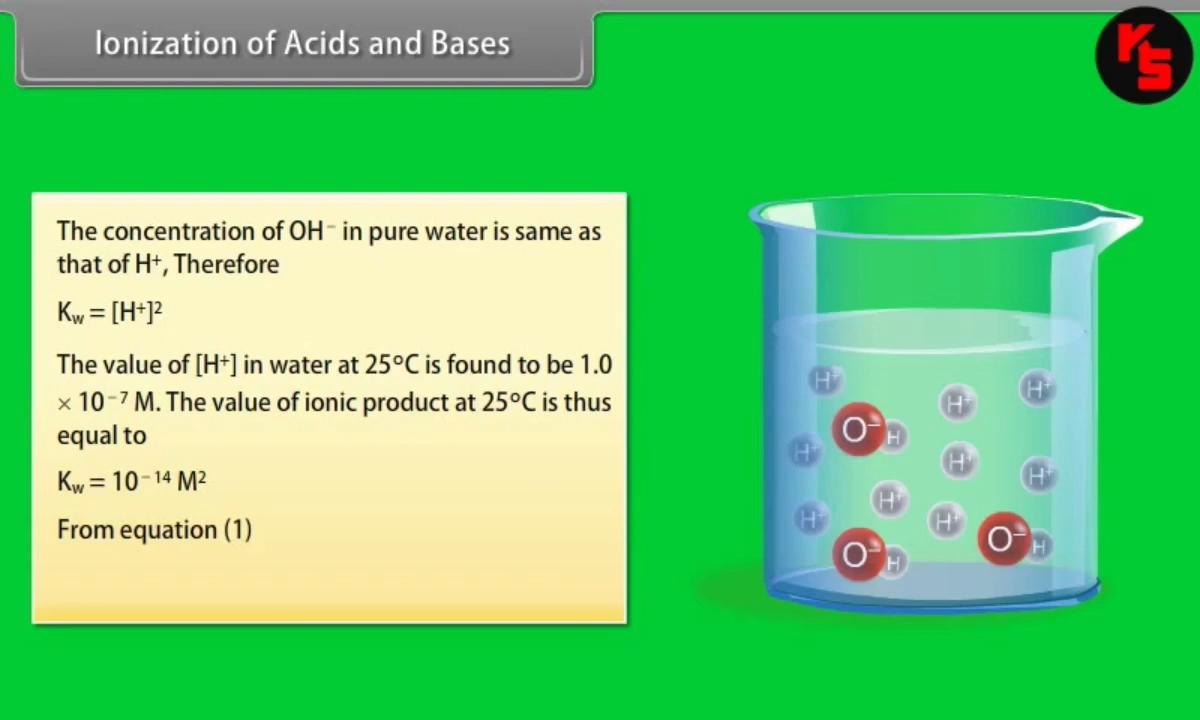 Ionization of Acids and Bases
KTS
The concentration of OH⁻ in pure water is same as
that of H⁺, Therefore
K_w = [H⁺]²
The value of [H⁺] in water at 25°C is found to be 1.0
× 10⁻⁷ M. The value of ionic product at 25°C is thus
equal to
K_w = 10⁻¹⁴ M²
From equation (1)
H⁺
H⁺
H⁺
O⁻ H
H⁺
H⁺
H⁺
H⁺
H⁺
H⁺
O⁻ H
O⁻ H